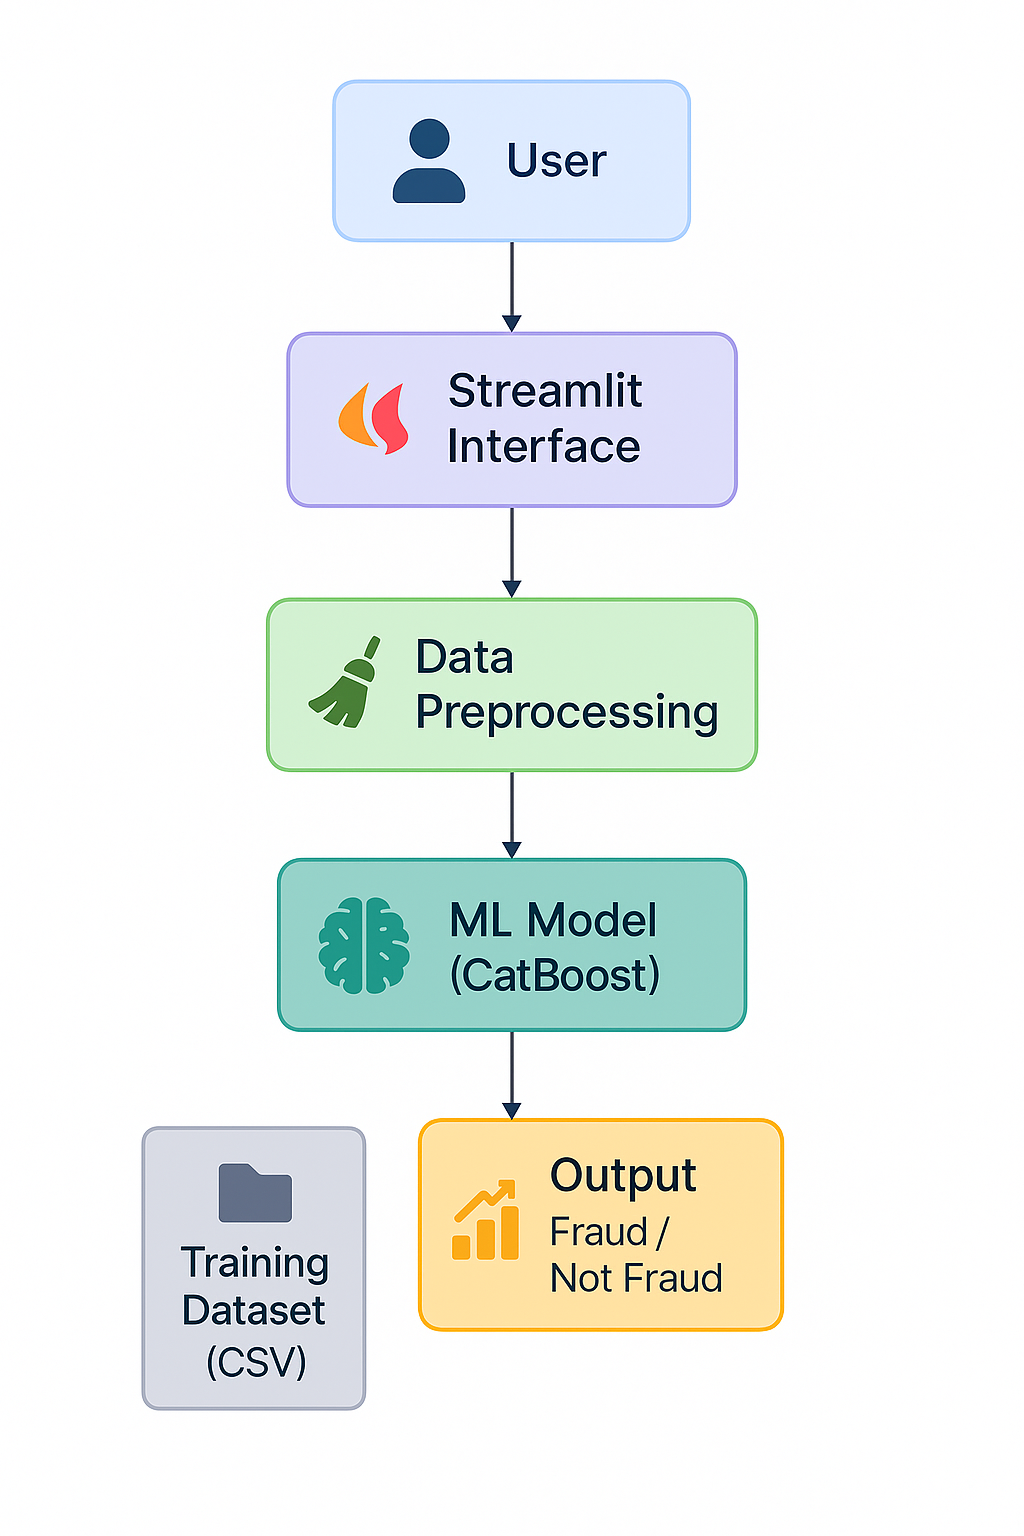 User
Streamlit
Interface
Data
Preprocessing
ML Model
(CatBoost)
Output
Fraud /
Not Fraud
Training
Dataset
(CSV)